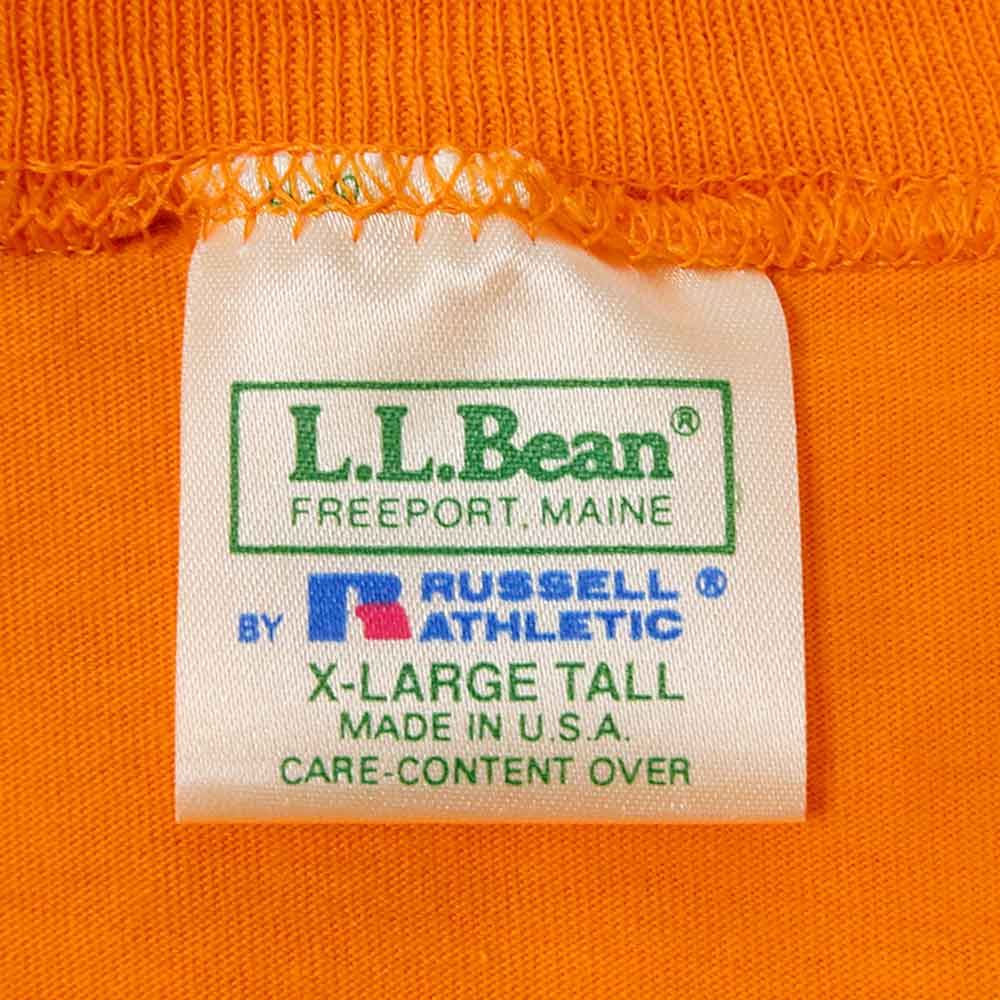 L.L.Bean®
FREEPORT, MAINE
BY RUSSELL ®
ATHLETIC
X-LARGE TALL
MADE IN U.S.A.
CARE-CONTENT OVER